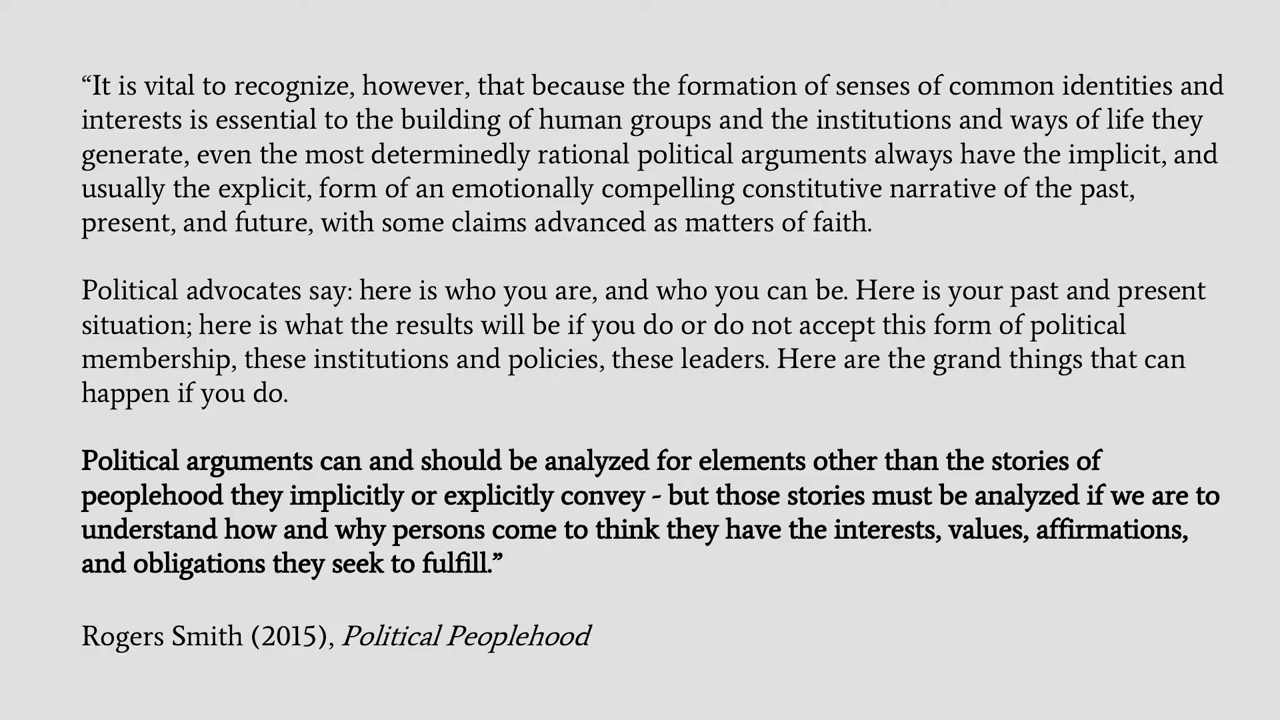 “It is vital to recognize, however, that because the formation of senses of common identities and
interests is essential to the building of human groups and the institutions and ways of life they
generate, even the most determinedly rational political arguments always have the implicit, and
usually the explicit, form of an emotionally compelling constitutive narrative of the past,
present, and future, with some claims advanced as matters of faith.
Political advocates say: here is who you are, and who you can be. Here is your past and present
situation; here is what the results will be if you do or do not accept this form of political
membership, these institutions and policies, these leaders. Here are the grand things that can
happen if you do.
Political arguments can and should be analyzed for elements other than the stories of
peoplehood they implicitly or explicitly convey - but those stories must be analyzed if we are to
understand how and why persons come to think they have the interests, values, affirmations,
and obligations they seek to fulfill.”
Rogers Smith (2015), Political Peoplehood